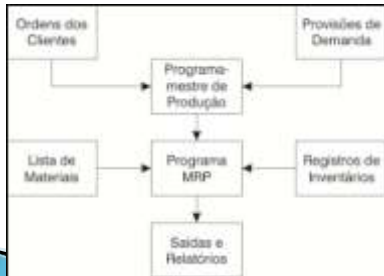 Ordens dos
Clientes
Provisões de
Demanda
Programa-
mestre de
Produção
Lista de
Materiais
Programa
MRP
Registros de
Inventários
Saídas e
Relatórios